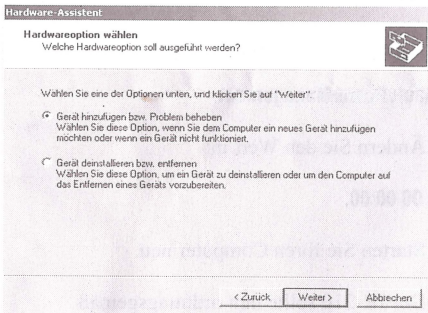 Hardware-Assistent
Hardwareoption wählen
Welche Hardwareoption soll ausgeführt werden?
Wählen Sie eine der Optionen unten, und klicken Sie auf "Weiter".
Gerät hinzufügen bzw. Problem beheben
Wählen Sie diese Option, wenn Sie dem Computer ein neues Gerät hinzufügen
möchten oder wenn ein Gerät nicht funktioniert.
Gerät deinstallieren bzw. entfernen
Wählen Sie diese Option, um ein Gerät zu deinstallieren oder um den Computer auf
das Entfernen eines Geräts vorzubereiten.
< Zurück Weiter > Abbrechen